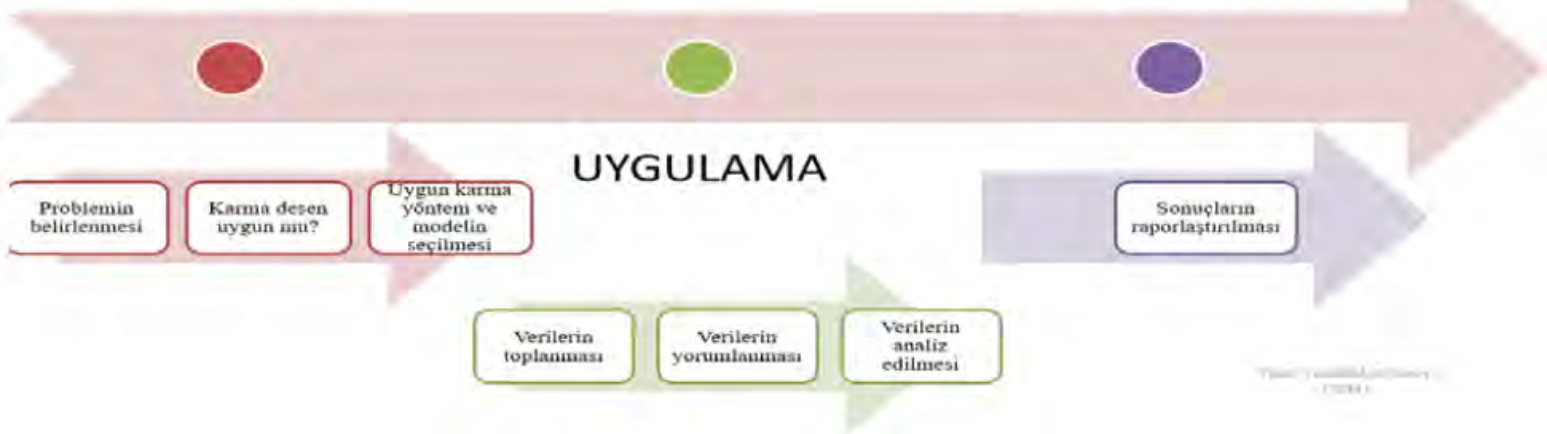 UYGULAMA
Problemin
belirlenmesi
Karma desen
uygun mu?
Uygun karma
yöntem ve
modelin
seçilmesi
Sonuçların
raporlaştırılması
Verilerin
toplanması
Verilerin
yorumlanması
Verilerin
analiz
edilmesi